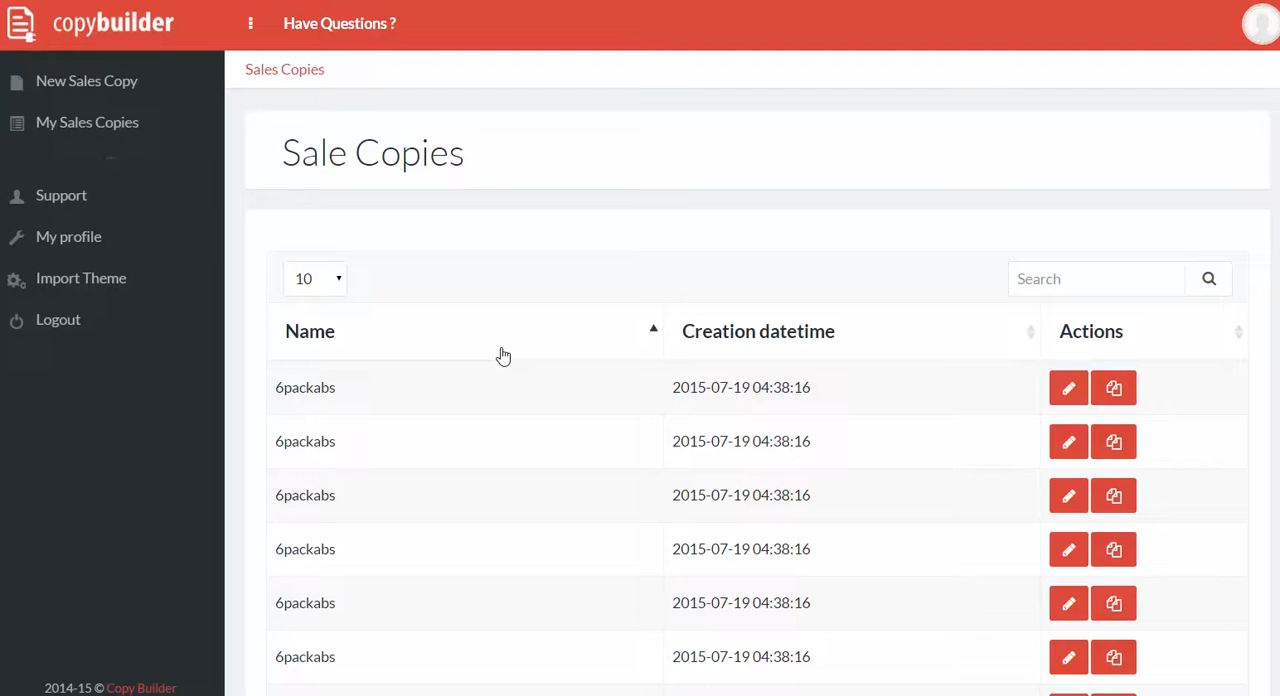 copybuilder
Have Questions ?
New Sales Copy
My Sales Copies
Support
My profile
Import Theme
Logout
2014-15 © Copy Builder
Sales Copies
Sale Copies
10
Search
Name Creation datetime Actions
6packabs 2015-07-19 04:38:16
6packabs 2015-07-19 04:38:16
6packabs 2015-07-19 04:38:16
6packabs 2015-07-19 04:38:16
6packabs 2015-07-19 04:38:16
6packabs 2015-07-19 04:38:16